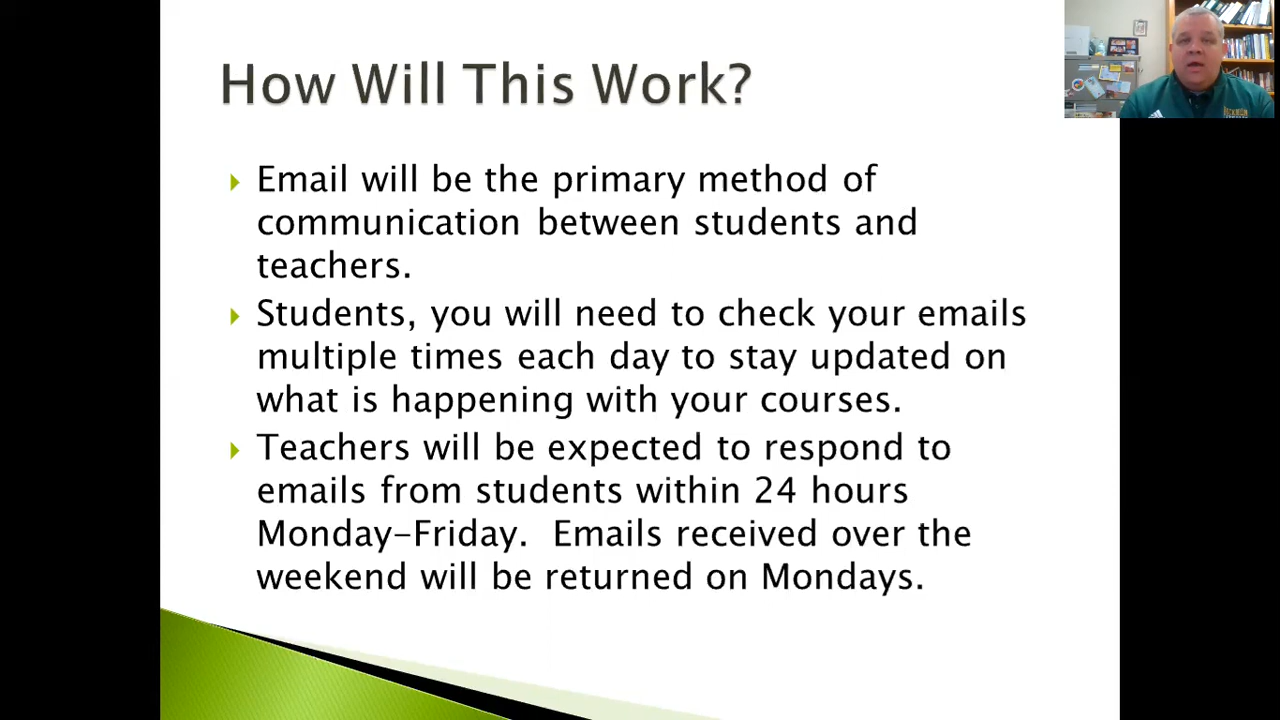 How Will This Work?
Email will be the primary method of
communication between students and
teachers.
Students, you will need to check your emails
multiple times each day to stay updated on
what is happening with your courses.
Teachers will be expected to respond to
emails from students within 24 hours
Monday-Friday.  Emails received over the
weekend will be returned on Mondays.